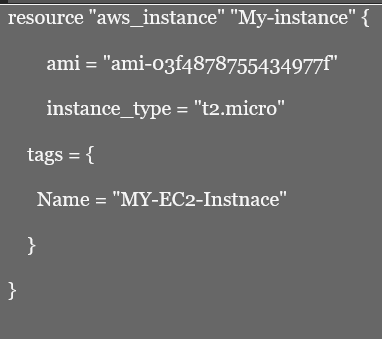 resource "aws_instance" "My-instance" {
ami = "ami-03f4878755434977f"
instance_type = "t2.micro"
tags = {
Name = "MY-EC2-Instnace"
}
}